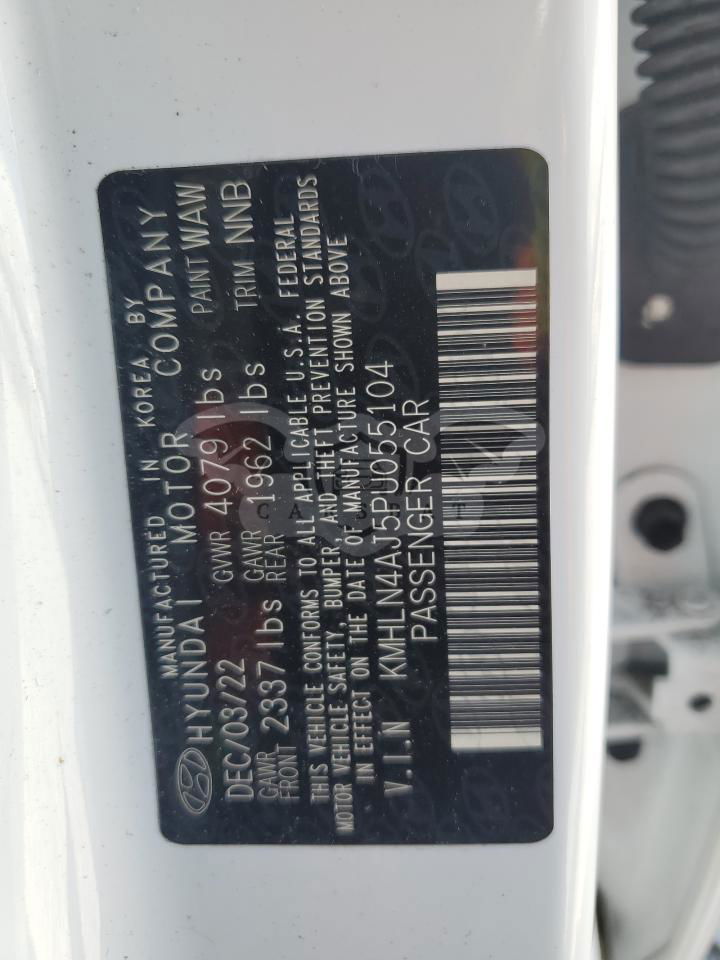 MANUFACTURED IN KOREA BY
HYUNDAI MOTOR COMPANY
DEC/03/22 GVWR 4079 lbs PAINT WAW
GAWR FRONT 2337 lbs GAWR REAR 1962 lbs TRIM NNB
THIS VEHICLE CONFORMS TO ALL APPLICABLE U.S.A. FEDERAL
MOTOR VEHICLE SAFETY, BUMPER, AND THEFT PREVENTION STANDARDS
IN EFFECT ON THE DATE OF MANUFACTURE SHOWN ABOVE
V.I.N KMHLN4AJ5PU055104
PASSENGER CAR